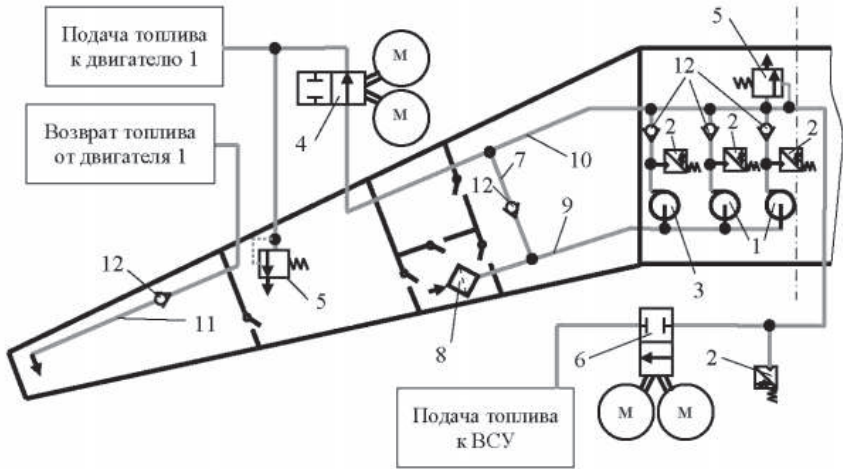 Подача топлива
к двигателю 1
Возврат топлива
от двигателя 1
М
М
4
5
12
2
2
2
10
7
12
9
1
3
12
11
5
8
6
2
М
М
Подача топлива
к ВСУ